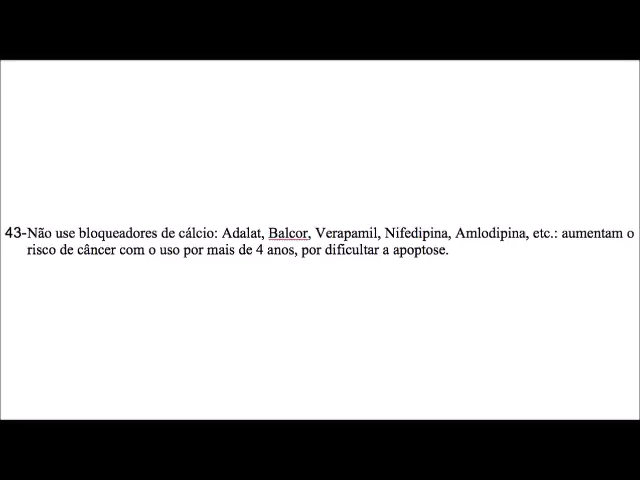 43-Não use bloqueadores de cálcio: Adalat, Balcor, Verapamil, Nifedipina, Amlodipina, etc.: aumentam o
risco de câncer com o uso por mais de 4 anos, por dificultar a apoptose.